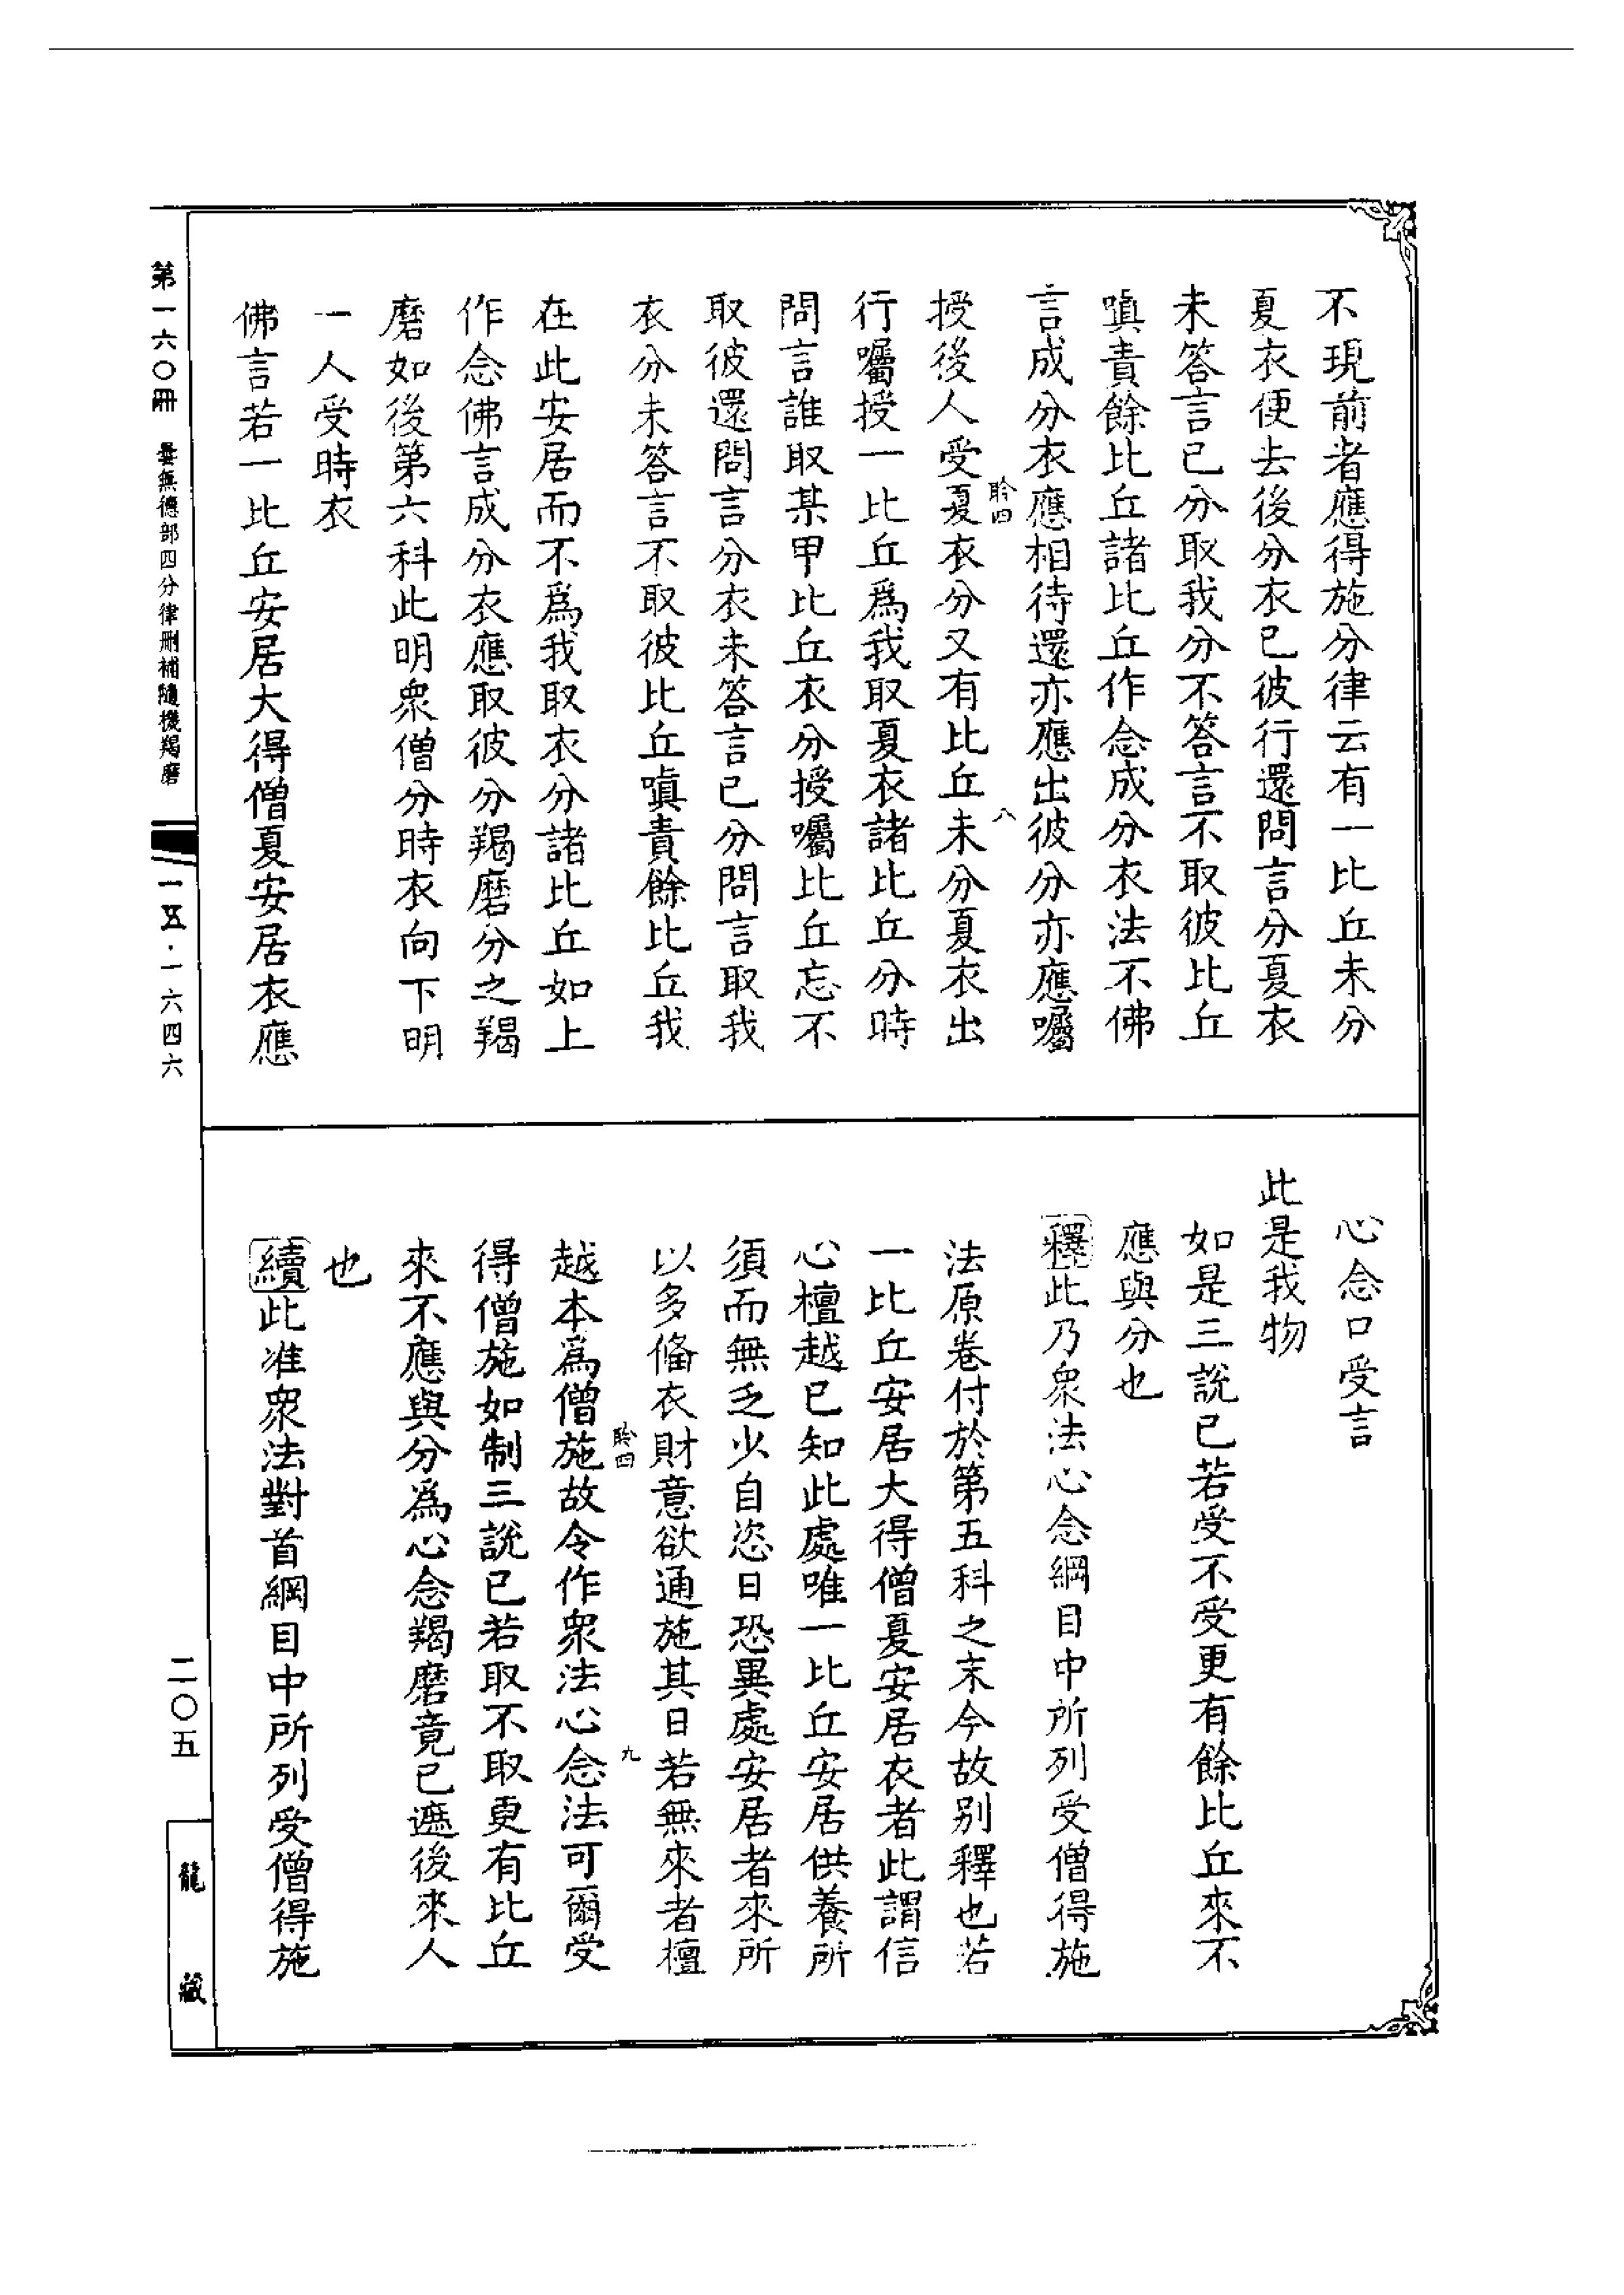 不現前者應得施分律云有一比丘未分
夏衣便去後分衣已彼行還問言分夏衣
未答言已分取我分不答言不取彼比丘
嗔責餘比丘諸比丘作念成分衣法不佛
言成分衣應相待還亦應出彼分亦應囑
聆四 八
授後人受夏衣分又有比丘未分夏衣出
行囑授一比丘爲我取夏衣諸比丘分時
問言誰取某甲比丘衣分授囑比丘忘不
取彼還問言分衣未答言已分問言取我
衣分未答言不取彼比丘嗔責餘比丘我
在此安居而不爲我取衣分諸比丘如上
作念佛言成分衣應取彼分羯磨分之羯
磨如後第六科此明衆僧分時衣向下明
一人受時衣
佛言若一比丘安居大得僧夏安居衣應
心念口受言
此是我物
如是三說已若受不受更有餘比丘來不
應與分也
釋此乃衆法心念綱目中所列受僧得施
法原卷付於第五科之末今故别釋也若
一比丘安居大得僧夏安居衣者此謂信
心檀越已知此處唯一比丘安居供養所
須而無乏少自恣日恐異處安居者來所
以多備衣財意欲通施其日若無來者檀
聆四 九
越本爲僧施故令作衆法心念法可爾受
得僧施如制三說已若取不取更有比丘
來不應與分爲心念羯磨竟已遮後來人
也
續此准衆法對首綱目中所列受僧得施
第一六〇冊 曇無德部四分律刪補隨機羯磨
一五·一六四六
二〇五
龍藏